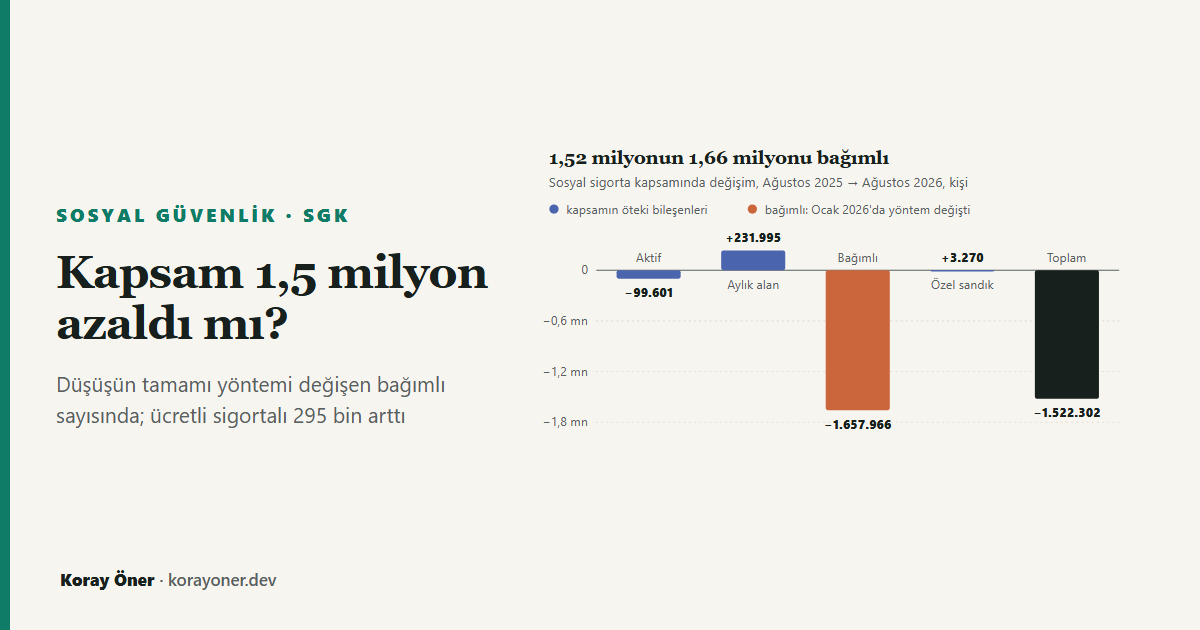 SOSYAL GÜVENLİK · SGK
Kapsam 1,5 milyon
azaldı mı?
Düşüşün tamamı yöntemi değişen bağımlı
sayısında; ücretli sigortalı 295 bin arttı
1,52 milyonun 1,66 milyonu bağımlı
Sosyal sigorta kapsamında değişim, Ağustos 2025 → Ağustos 2026, kişi
kapsamın öteki bileşenleri
bağımlı: Ocak 2026'da yöntem değişti
+231.995
Aktif
Bağımlı
+3.270
Toplam
0
−99.601
Aylık alan
Özel sandık
−0,6 mn
−1,2 mn
−1,8 mn
−1.657.966
−1.522.302
Koray Öner · korayoner.dev